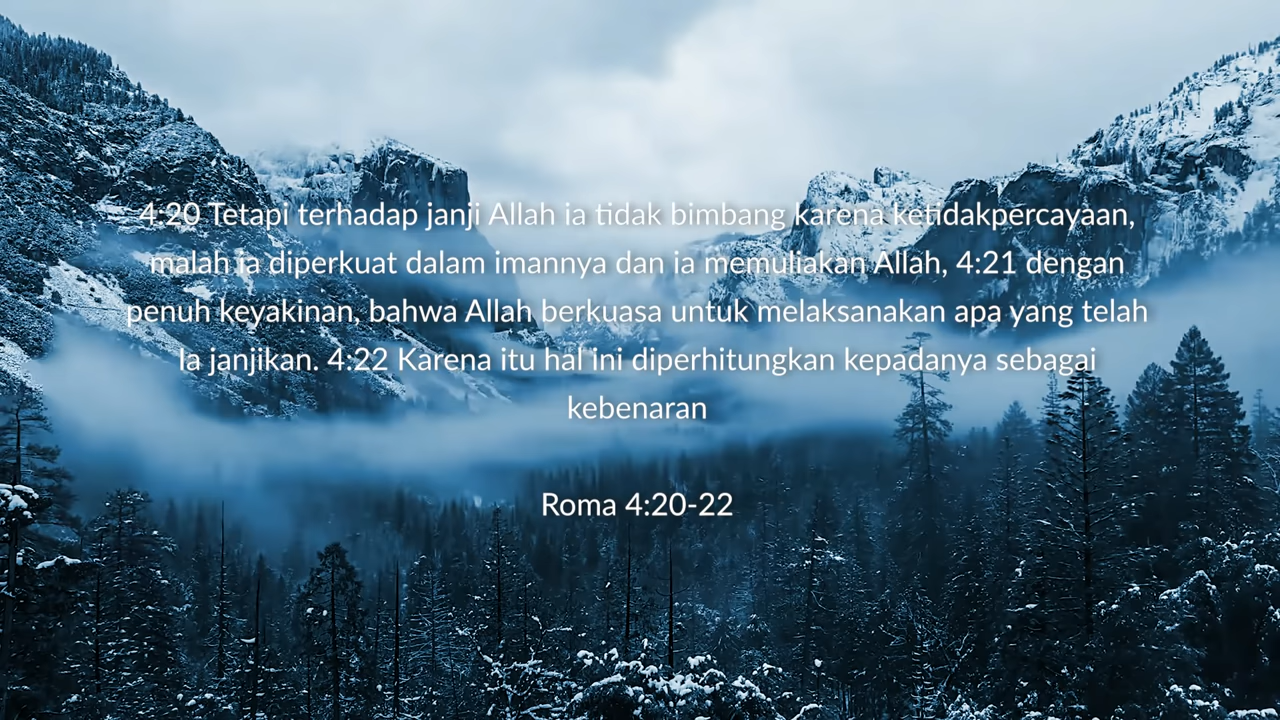 4:20 Tetapi terhadap janji Allah ia tidak bimbang karena ketidakpercayaan,
malah ia diperkuat dalam imannya dan ia memuliakan Allah, 4:21 dengan
penuh keyakinan, bahwa Allah berkuasa untuk melaksanakan apa yang telah
Ia janjikan. 4:22 Karena itu hal ini diperhitungkan kepadanya sebagai
kebenaran
Roma 4:20-22